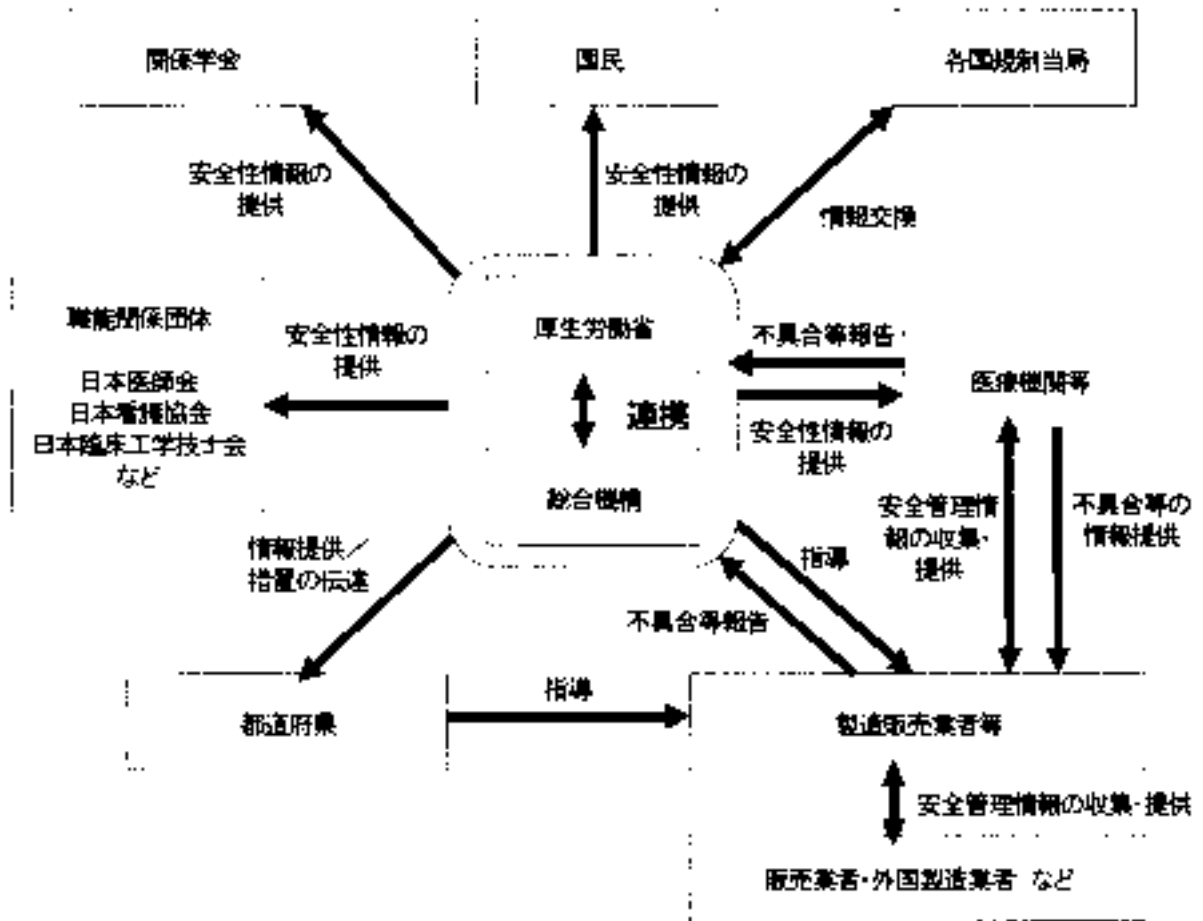 関係学会
国民
各国規制当局
安全性情報の
提供
安全性情報の
提供
情報交換
職能関係団体
日本医師会
日本看護協会
日本臨床工学技士会
など
安全性情報の
提供
厚生労働省
連携
総合機構
不具合等報告
安全性情報の
提供
医療機関等
情報提供／
措置の伝達
指導
不具合等報告
安全管理情
報の収集・
提供
不具合等の
情報提供
都道府県
指導
製造販売業者等
安全管理情報の収集・提供
販売業者・外国製造業者 など